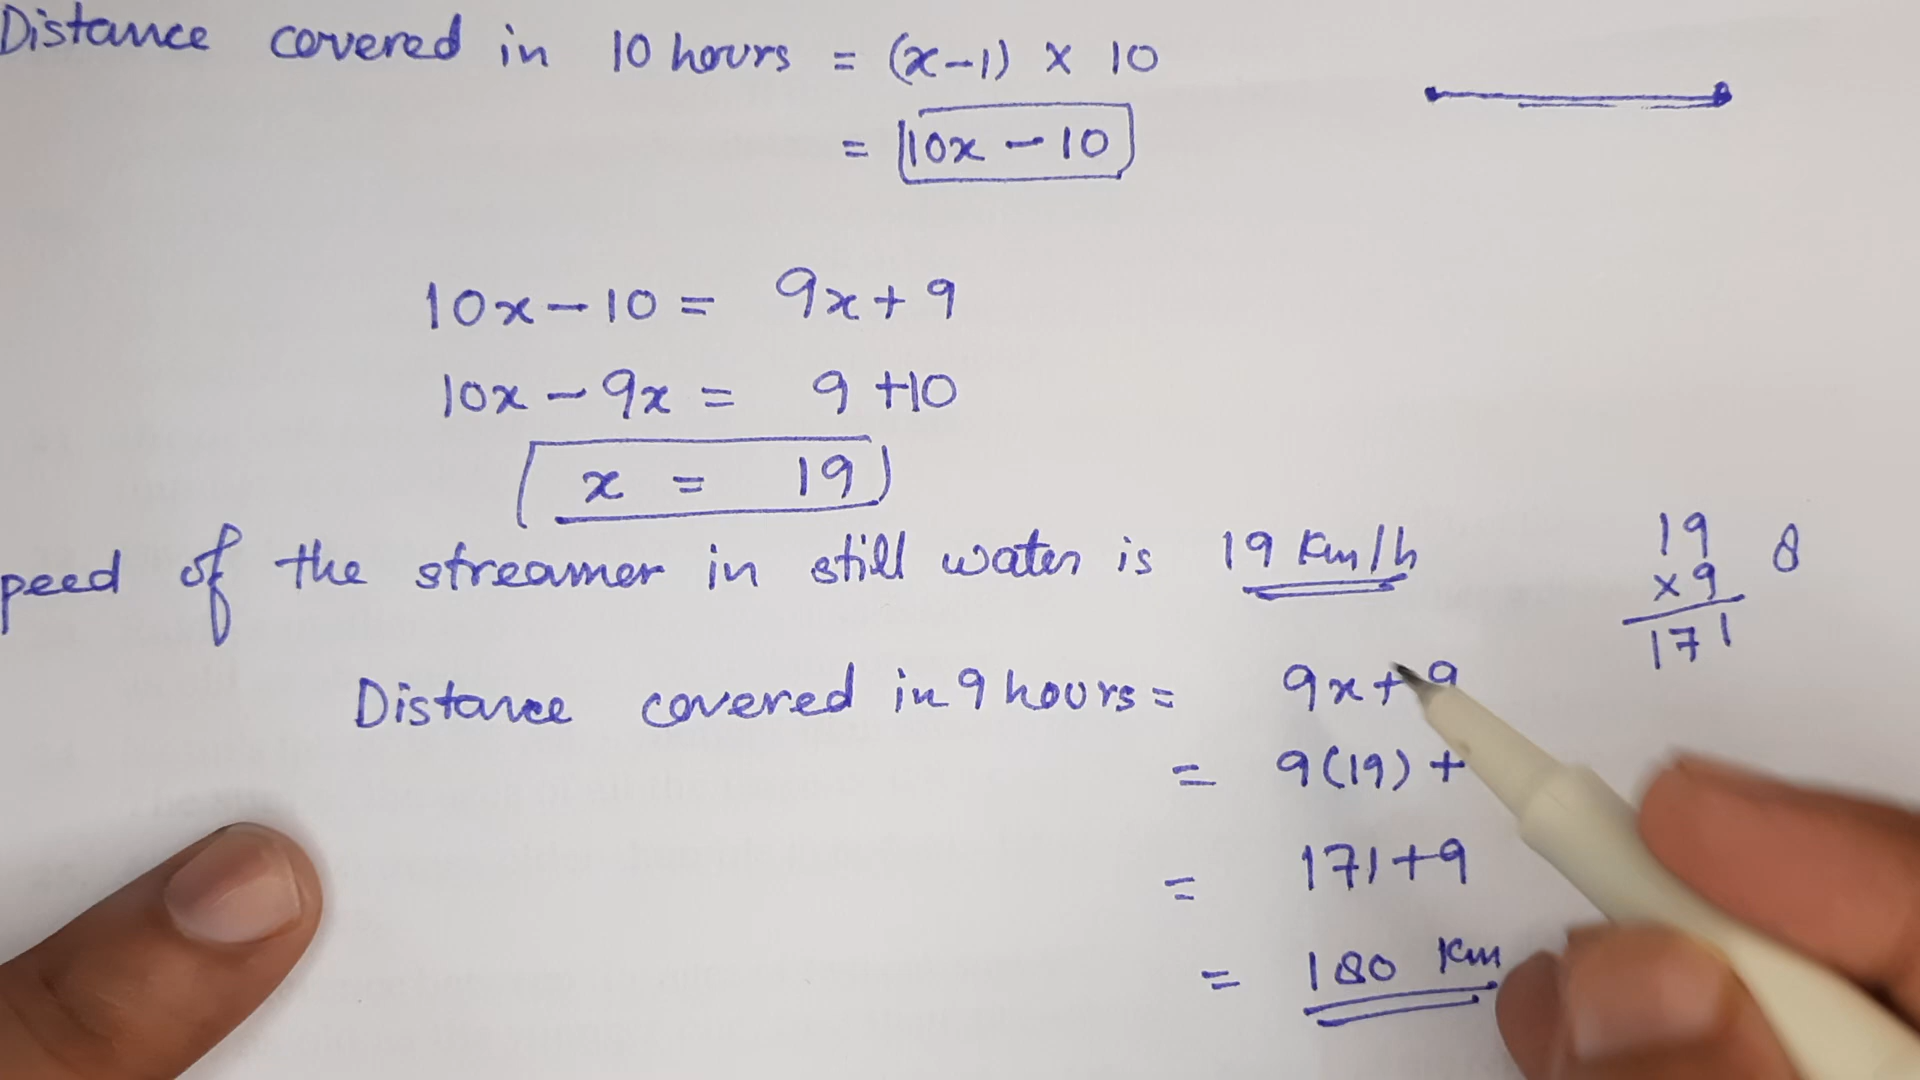 Distance covered in 10 hours = (x-1) × 10
= 10x - 10
10x - 10 = 9x + 9
10x - 9x = 9 + 10
x = 19
peed of the streamer in still water is 19 Km/h
19 8
×9
171
Distance covered in 9 hours = 9x + 9
= 9(19) +
= 171 + 9
= 180 Km